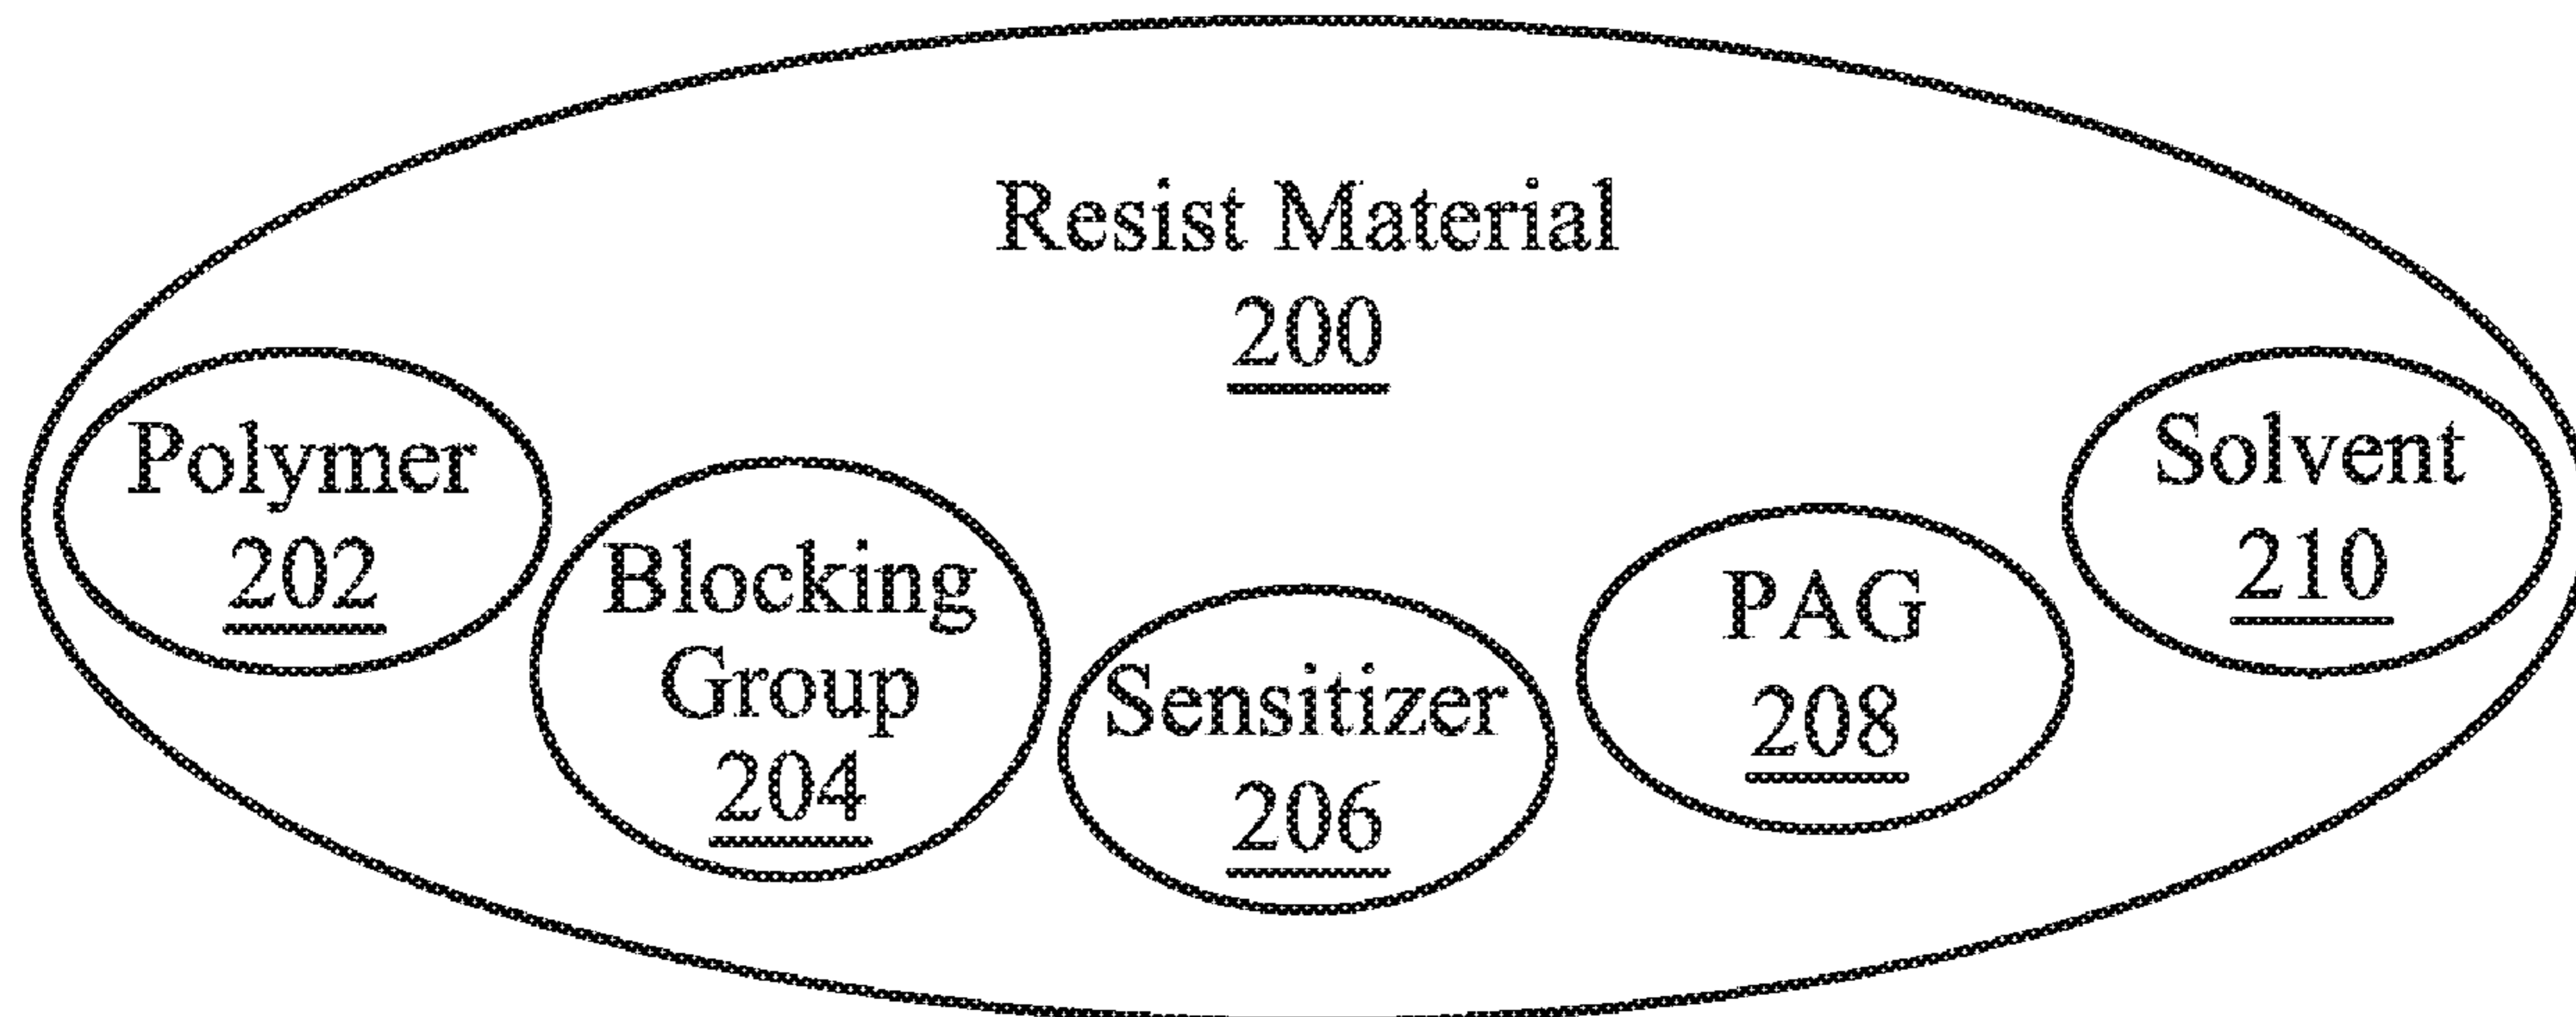 Resist Material
200
Polymer
202
Blocking
Group
204
Sensitizer
206
PAG
208
Solvent
210